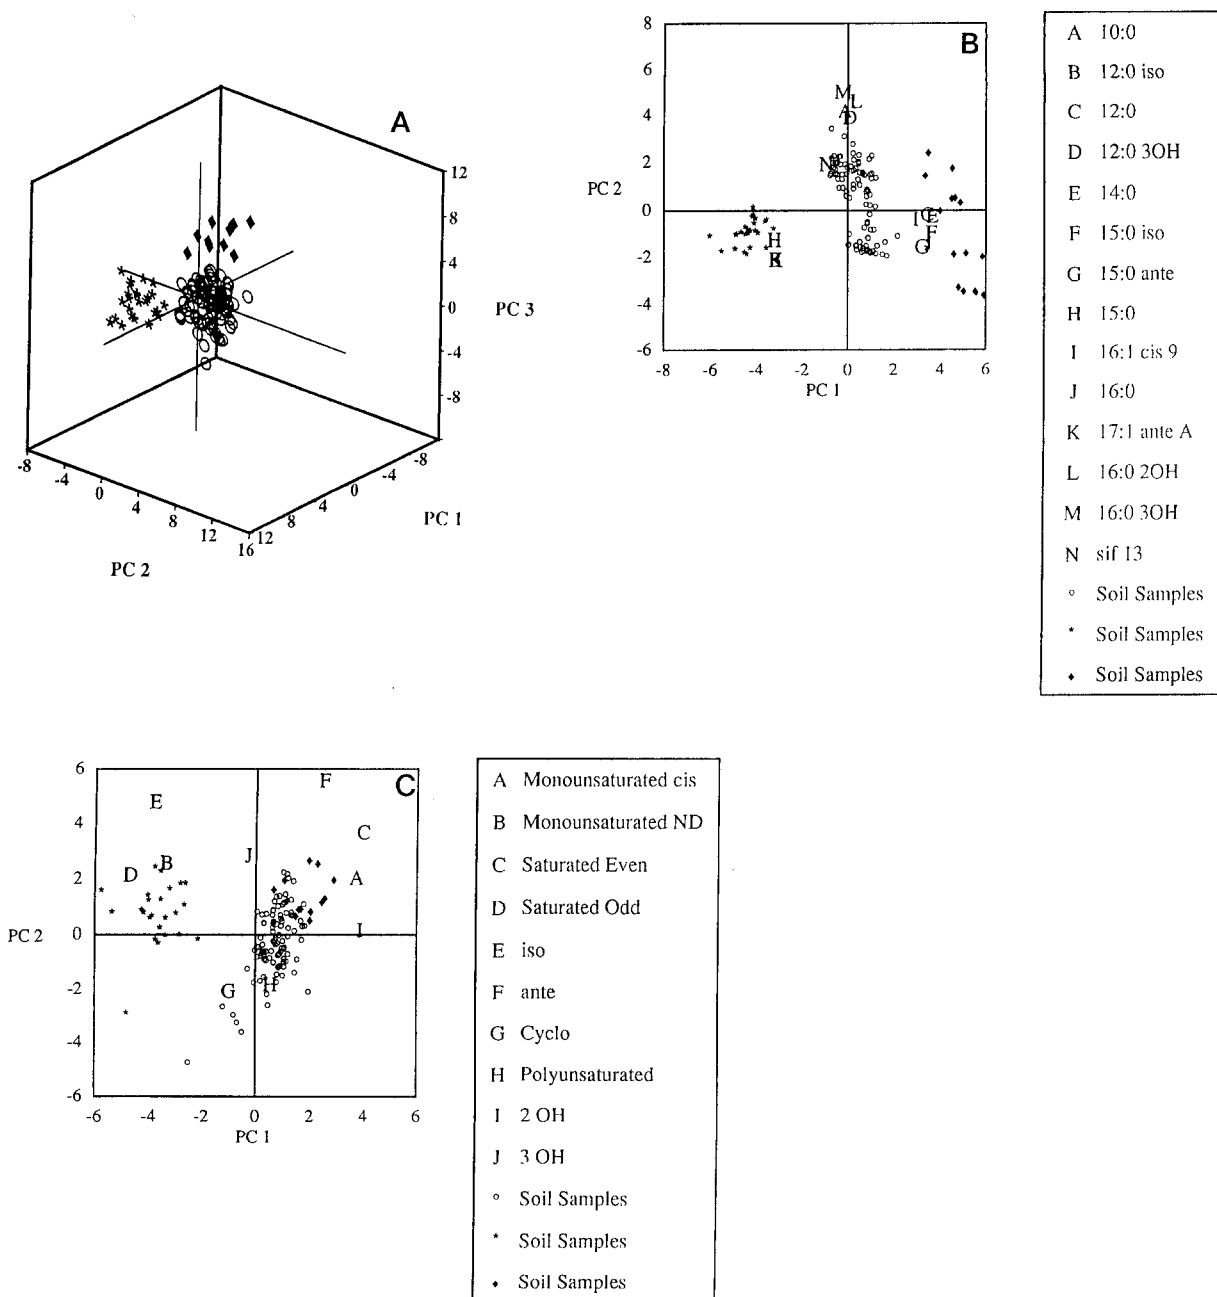 A
12
8
4
0
-4
-8
PC 3
-8
-4
0
4
8
12
16
PC 2
12
8
4
0
-4
-8
PC 1
B
8
6
4
2
0
-2
-4
-6
PC 2
-8
-6
-4
-2
0
2
4
6
PC 1
M
L
A
D
N
C
I
E
F
G
H
K
A 10:0
B 12:0 iso
C 12:0
D 12:0 3OH
E 14:0
F 15:0 iso
G 15:0 ante
H 15:0
I 16:1 cis 9
J 16:0
K 17:1 ante A
L 16:0 2OH
M 16:0 3OH
N sif 13
Soil Samples
Soil Samples
Soil Samples
C
6
4
2
0
-2
-4
-6
PC 2
-6
-4
-2
0
2
4
6
PC 1
E
F
C
J
B
D
A
I
H
G
A Monounsaturated cis
B Monounsaturated ND
C Saturated Even
D Saturated Odd
E iso
F ante
G Cyclo
H Polyunsaturated
I 2 OH
J 3 OH
Soil Samples
Soil Samples
Soil Samples